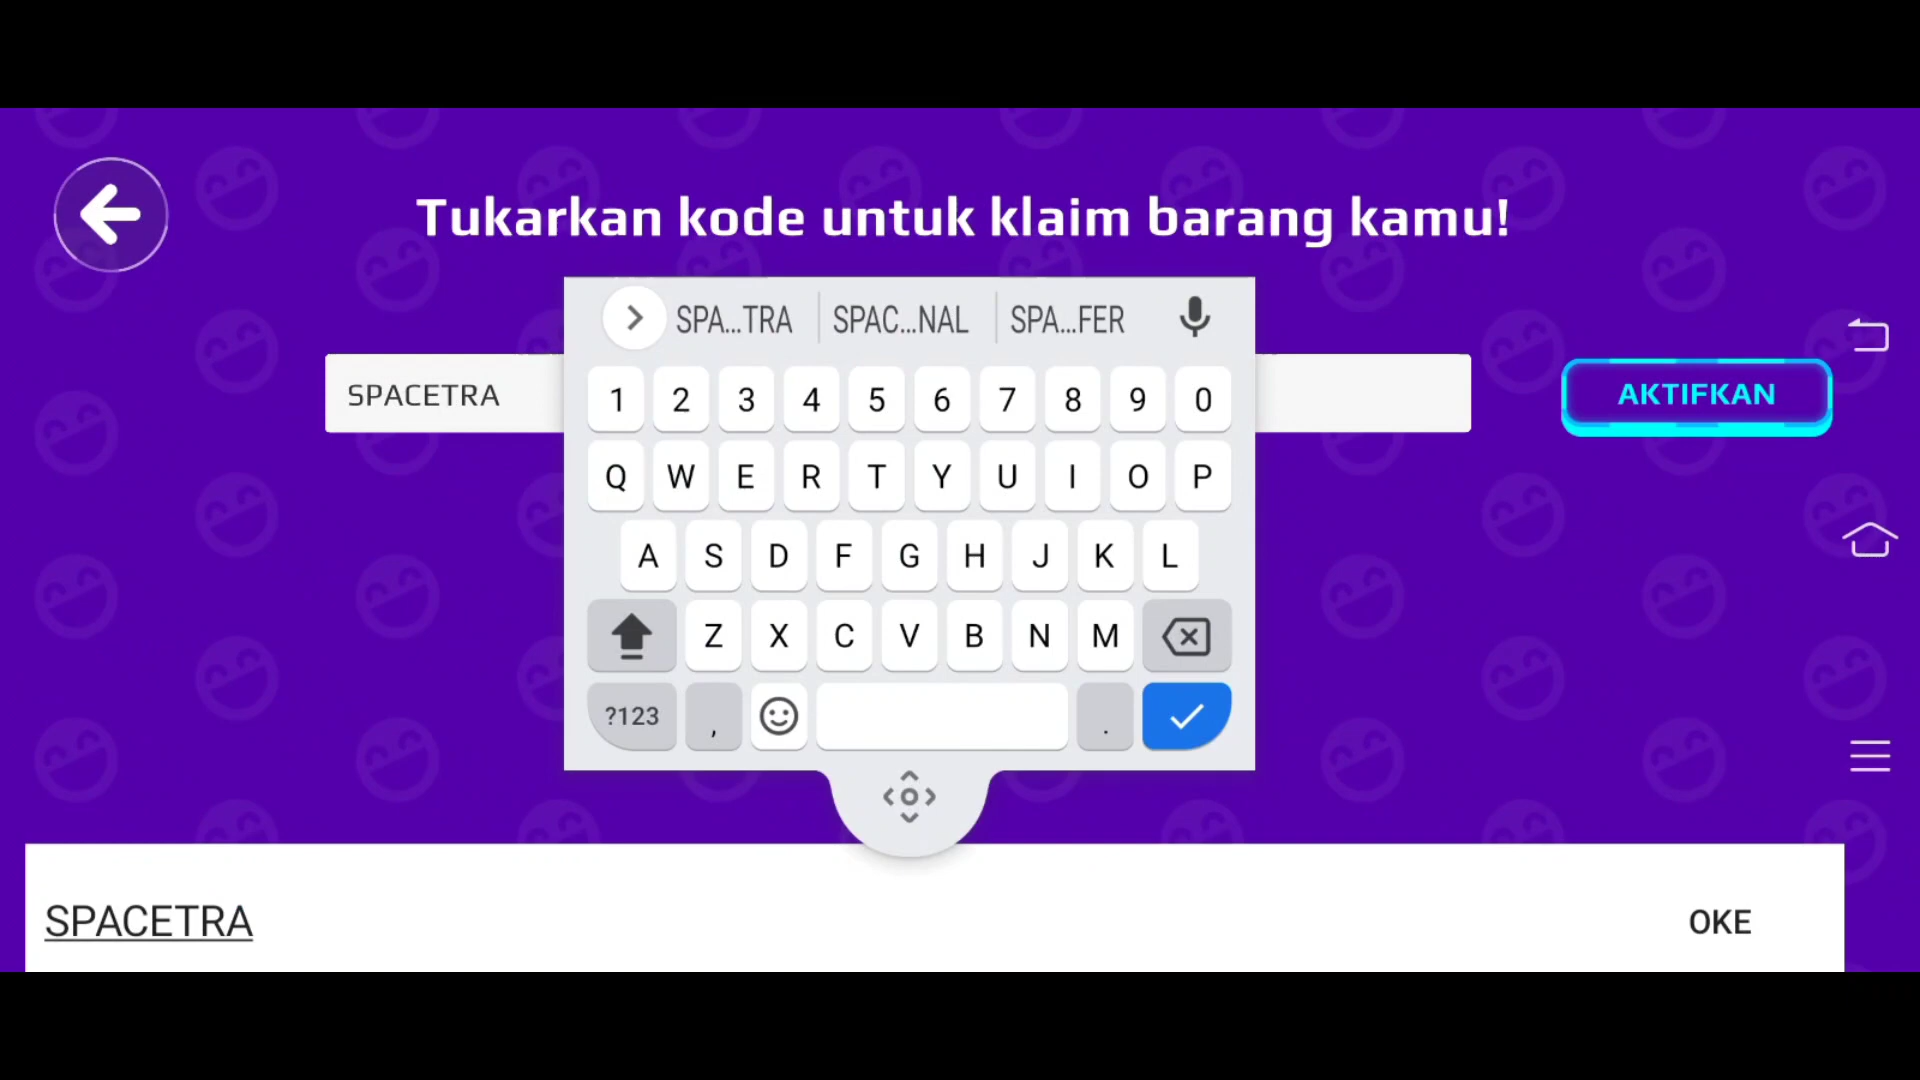 Tukarkan kode untuk klaim barang kamu!
SPA...TRA SPAC...NAL SPA...FER
SPACETRA
AKTIFKAN
1 2 3 4 5 6 7 8 9 0
Q W E R T Y U I O P
A S D F G H J K L
Z X C V B N M
?123 , .
SPACETRA
OKE